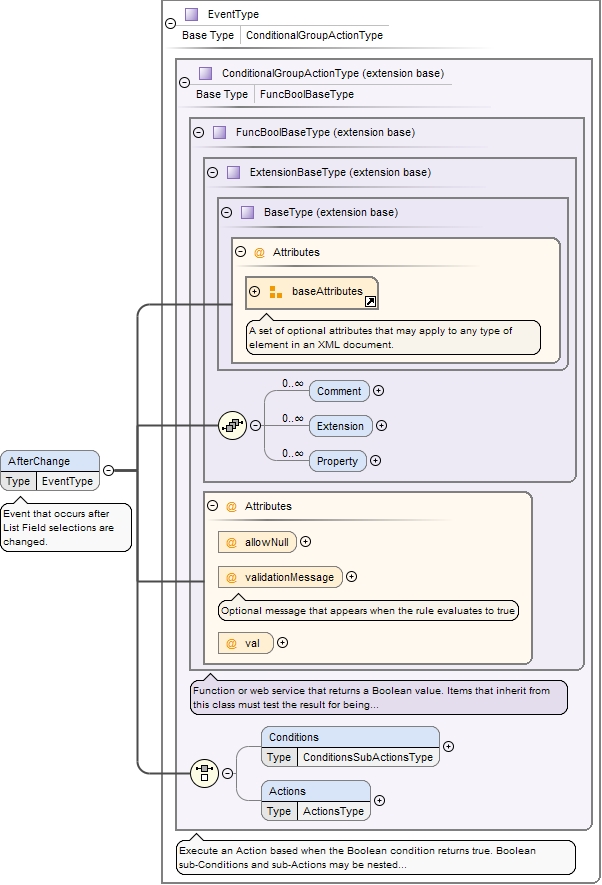 EventType
Base Type ConditionalGroupActionType
ConditionalGroupActionType (extension base)
Base Type FuncBoolBaseType
FuncBoolBaseType (extension base)
ExtensionBaseType (extension base)
BaseType (extension base)
@ Attributes
baseAttributes
A set of optional attributes that may apply to any type of
element in an XML document.
0..∞ Comment
0..∞ Extension
0..∞ Property
AfterChange
Type EventType
Event that occurs after
List Field selections are
changed.
@ Attributes
@ allowNull
@ validationMessage
Optional message that appears when the rule evaluates to true
@ val
Function or web service that returns a Boolean value. Items that inherit from
this class must test the result for being...
Conditions
Type ConditionsSubActionsType
Actions
Type ActionsType
Execute an Action based when the Boolean condition returns true. Boolean
sub-Conditions and sub-Actions may be nested...